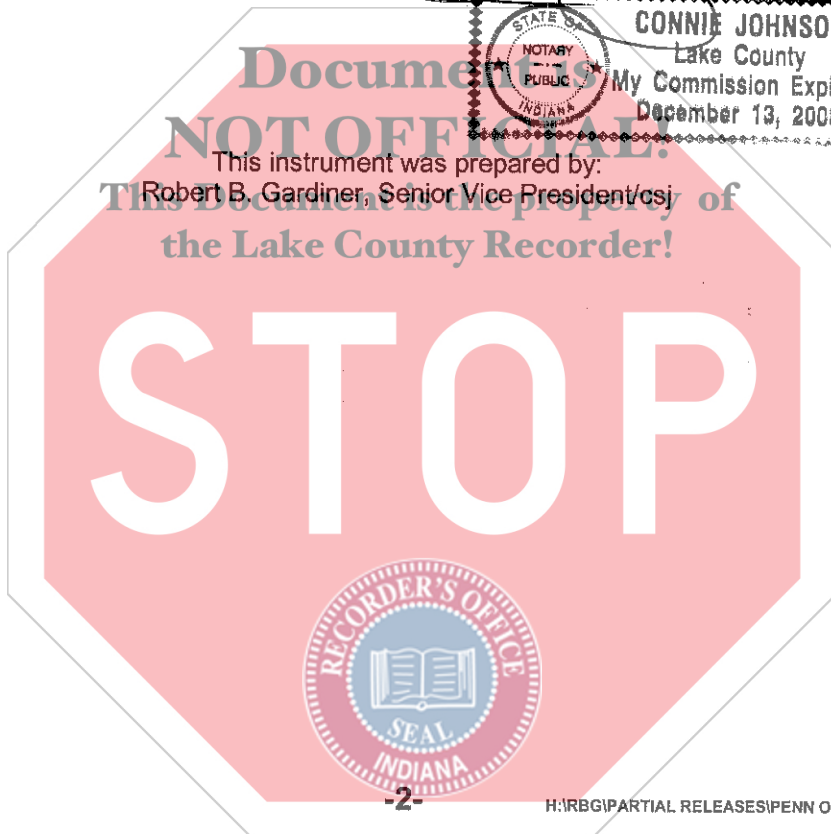 STATE OF
NOTARY
PUBLIC
INDIANA
CONNIE JOHNSO
Lake County
My Commission Expi
December 13, 200
Document is
NOT OFFICIAL!
This instrument was prepared by:
Robert B. Gardiner, Senior Vice President/csj
This Document is the property of
the Lake County Recorder!
STOP
RECORDER'S OFFICE
SEAL
INDIANA
-2-
H:\RBG\PARTIAL RELEASES\PENN O